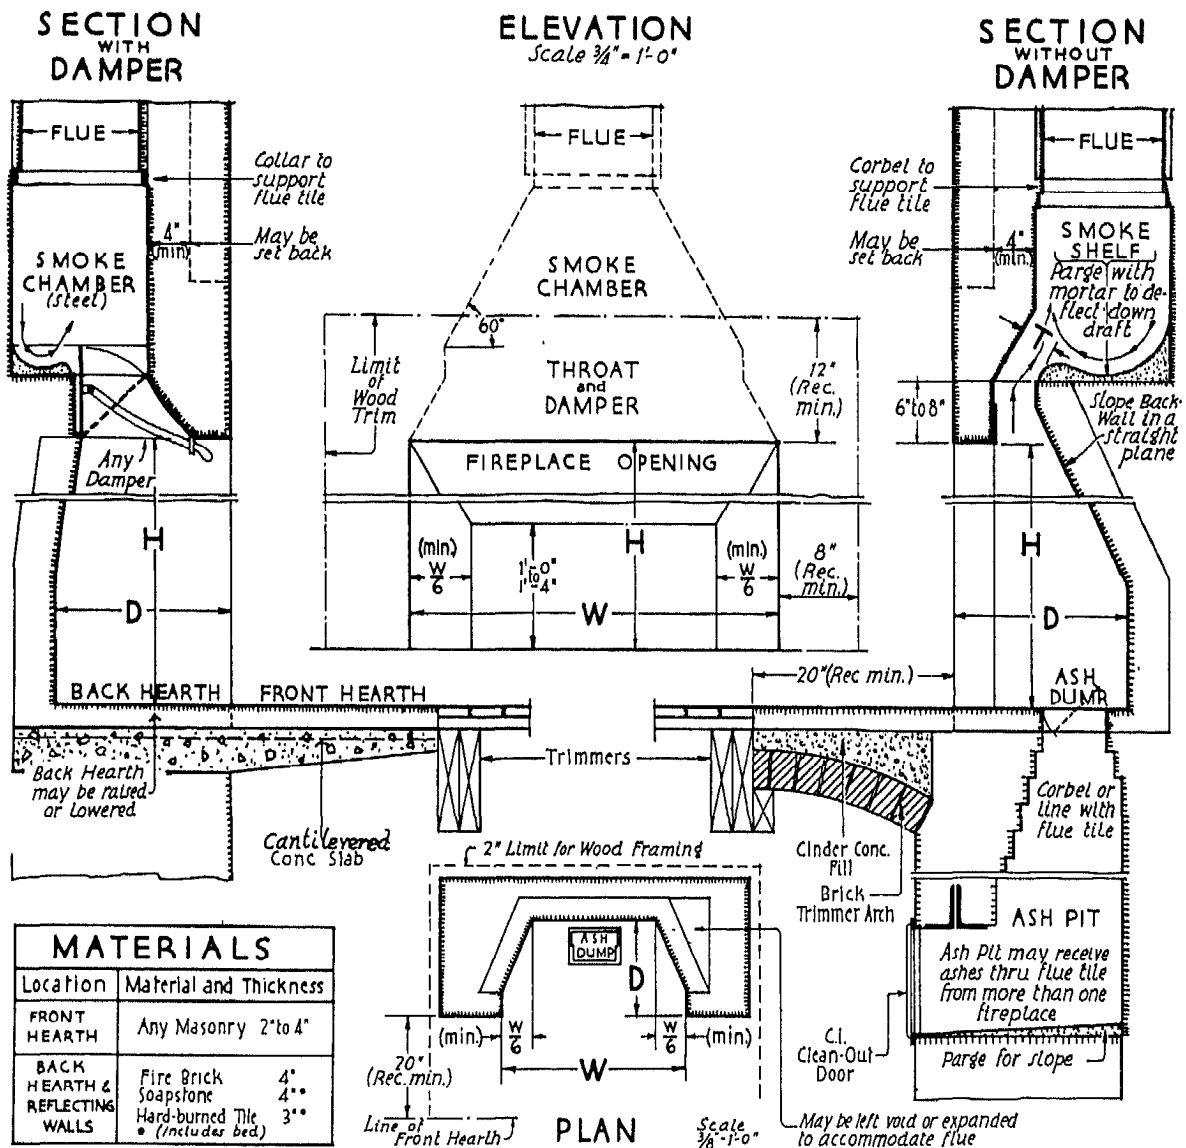 SECTION
WITH
DAMPER
FLUE
Collar to
support
flue tile
4"
(min)
May be
set back
SMOKE
CHAMBER
(steel)
Any
Damper
H
D
BACK HEARTH
FRONT HEARTH
Back Hearth
may be raised
or lowered
Cantilevered
Conc Slab
ELEVATION
Scale 3/4" = 1'-0"
FLUE
SMOKE
CHAMBER
60°
Limit
of
Wood
Trim
THROAT
and
DAMPER
12"
(Rec.
min.)
FIREPLACE OPENING
(min.)
W
6
1'-0"
to
1'-4"
H
(min.)
W
6
8"
(Rec.
min.)
W
Trimmers
SECTION
WITHOUT
DAMPER
FLUE
Corbel to
support
flue tile
May be
set back
4"
(min.)
SMOKE
SHELF
Parge with
mortar to de-
flect down
draft
T
6" to 8"
Slope Back
Wall in a
straight
plane
H
D
20" (Rec min.)
ASH
DUMP
Corbel or
line with
flue tile
Cinder Conc.
Fill
Brick
Trimmer Arch
ASH PIT
Ash Pit may receive
ashes thru flue tile
from more than one
fireplace
C.I.
Clean-Out
Door
Parge for slope
2" Limit for Wood Framing
ASH
DUMP
D
(min.)
W
6
W
6
(min.)
W
20"
(Rec. min.)
Line of
Front Hearth
PLAN
Scale
3/8"-1'-0"
May be left void or expanded
to accommodate flue
MATERIALS
Location Material and Thickness
FRONT
HEARTH
Any Masonry 2" to 4"
BACK
HEARTH &
REFLECTING
WALLS
Fire Brick 4"
Soapstone 4"•
Hard-burned Tile 3"•
• (includes bed)